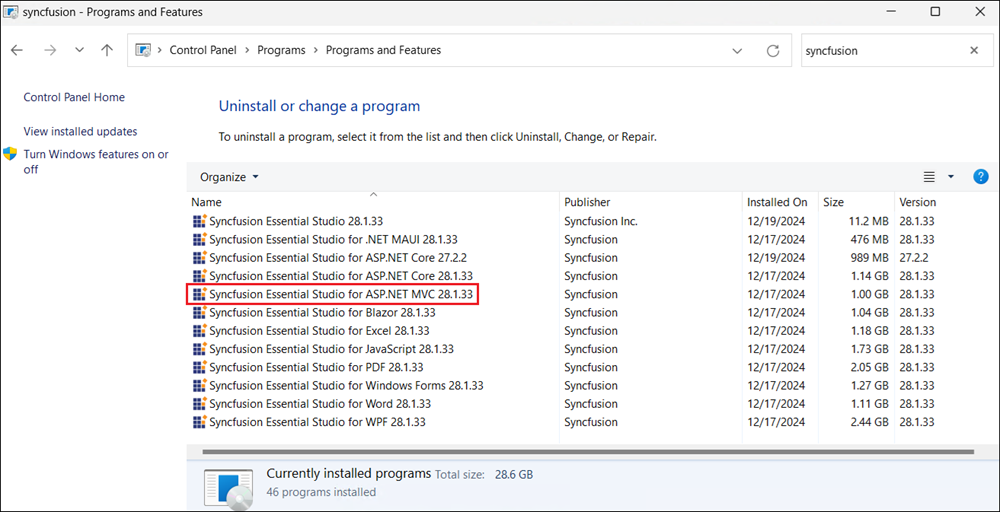 syncfusion - Programs and Features
Control Panel > Programs > Programs and Features
syncfusion
Control Panel Home
View installed updates
Turn Windows features on or
off
Uninstall or change a program
To uninstall a program, select it from the list and then click Uninstall, Change, or Repair.
Organize
Name Publisher Installed On Size Version
Syncfusion Essential Studio 28.1.33 Syncfusion Inc. 12/19/2024 11.2 MB 28.1.33
Syncfusion Essential Studio for .NET MAUI 28.1.33 Syncfusion 12/17/2024 476 MB 28.1.33
Syncfusion Essential Studio for ASP.NET Core 27.2.2 Syncfusion 12/19/2024 989 MB 27.2.2
Syncfusion Essential Studio for ASP.NET Core 28.1.33 Syncfusion 12/17/2024 1.14 GB 28.1.33
Syncfusion Essential Studio for ASP.NET MVC 28.1.33 Syncfusion 12/17/2024 1.00 GB 28.1.33
Syncfusion Essential Studio for Blazor 28.1.33 Syncfusion 12/17/2024 1.04 GB 28.1.33
Syncfusion Essential Studio for Excel 28.1.33 Syncfusion 12/17/2024 1.18 GB 28.1.33
Syncfusion Essential Studio for JavaScript 28.1.33 Syncfusion 12/17/2024 1.73 GB 28.1.33
Syncfusion Essential Studio for PDF 28.1.33 Syncfusion 12/17/2024 2.05 GB 28.1.33
Syncfusion Essential Studio for Windows Forms 28.1.33 Syncfusion 12/17/2024 1.27 GB 28.1.33
Syncfusion Essential Studio for Word 28.1.33 Syncfusion 12/17/2024 1.11 GB 28.1.33
Syncfusion Essential Studio for WPF 28.1.33 Syncfusion 12/17/2024 2.44 GB 28.1.33
Currently installed programs Total size: 28.6 GB
46 programs installed